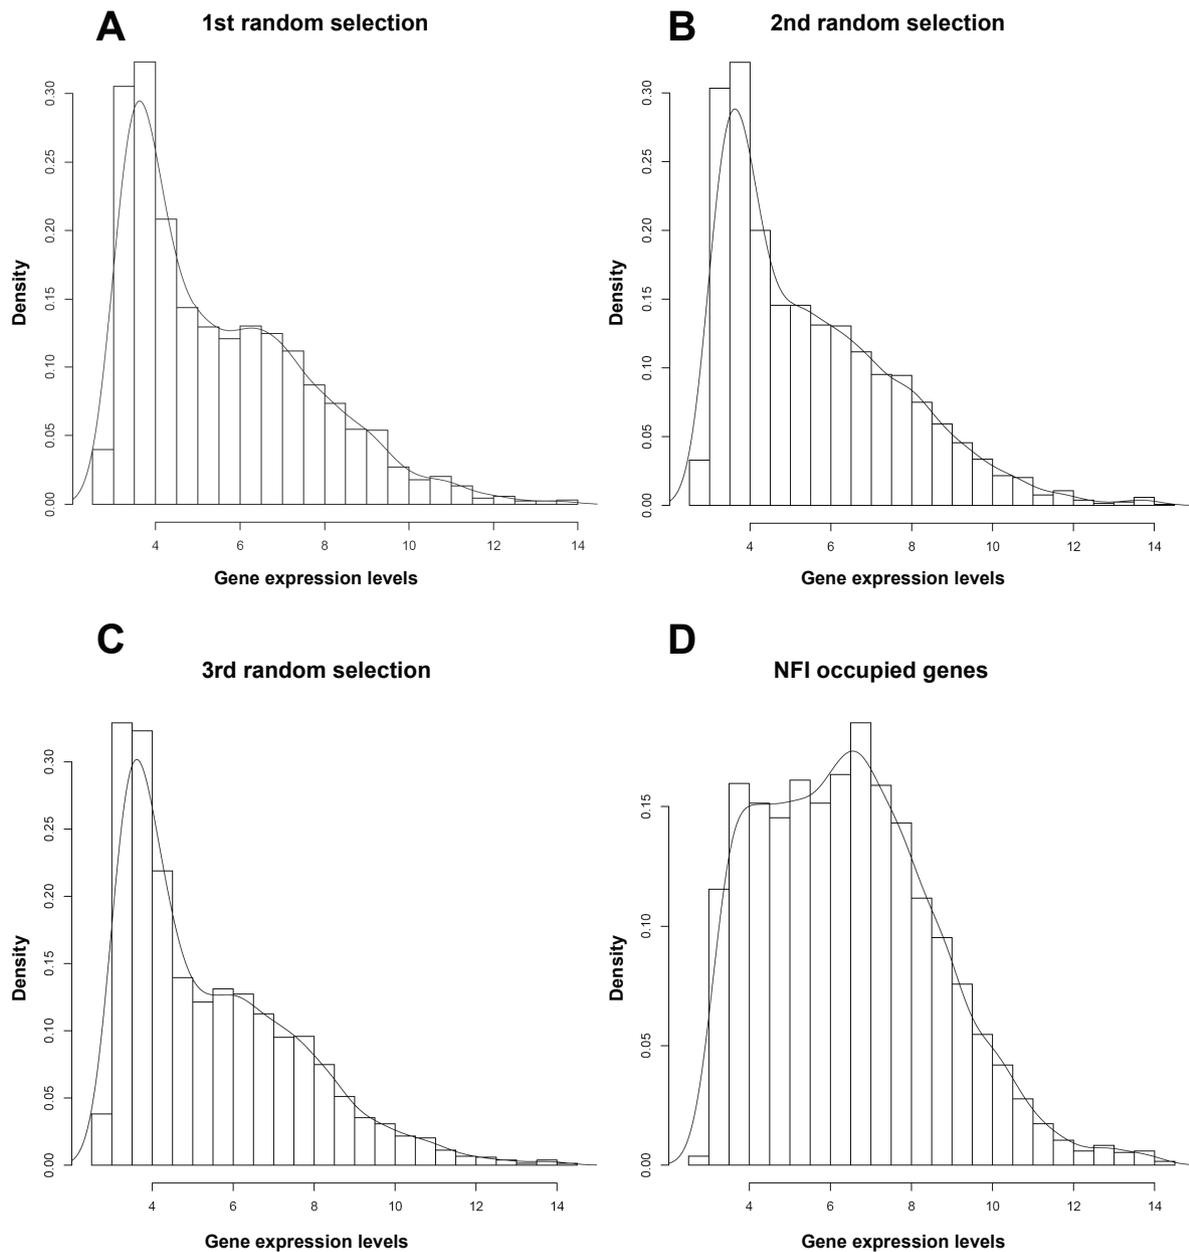 A 1st random selection
0.30
0.25
0.20
0.15
0.10
0.05
0.00
Density
4 6 8 10 12 14
Gene expression levels
B 2nd random selection
0.30
0.25
0.20
0.15
0.10
0.05
0.00
Density
4 6 8 10 12 14
Gene expression levels
C
3rd random selection
0.30
0.25
0.20
0.15
0.10
0.05
0.00
Density
4 6 8 10 12 14
Gene expression levels
D
NFI occupied genes
0.15
0.10
0.05
0.00
Density
4 6 8 10 12 14
Gene expression levels